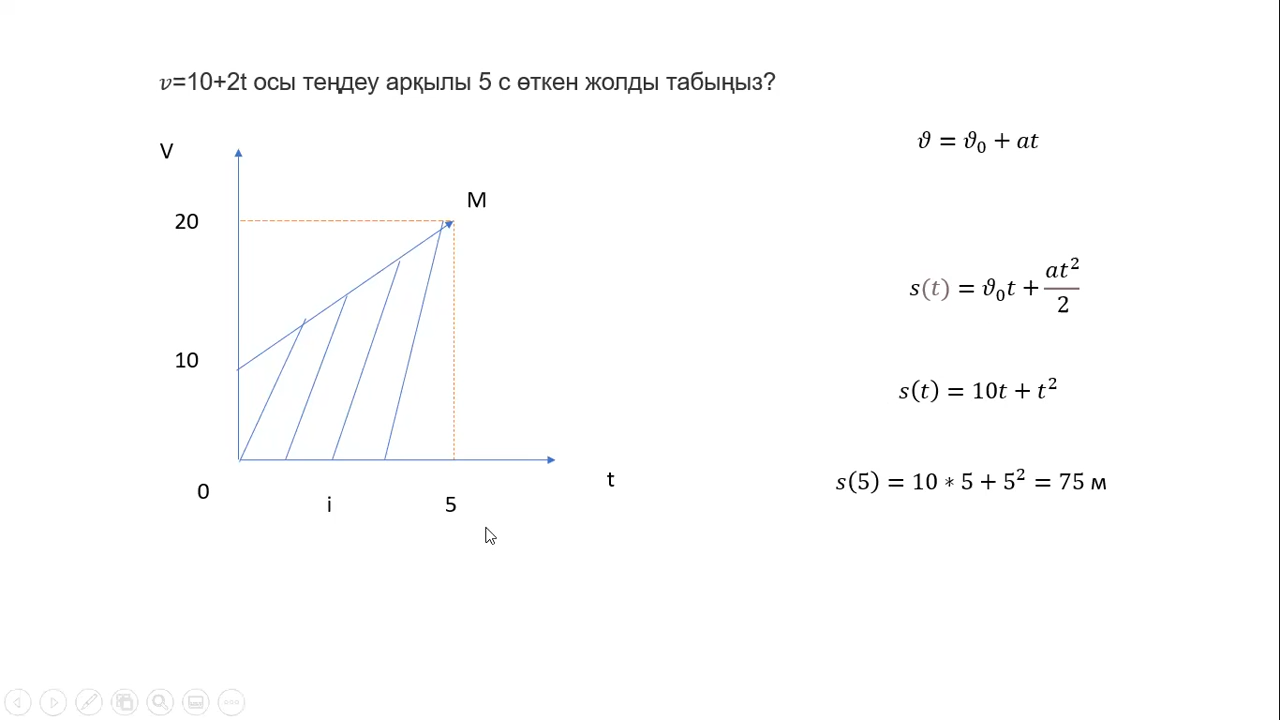 𝑣=10+2t осы теңдеу арқылы 5 с өткен жолды табыңыз?
V
20
10
0
M
i
5
t
ϑ = ϑ₀ + at
s(t) = ϑ₀t + at²/2
s(t) = 10t + t²
s(5) = 10 ∗ 5 + 5² = 75 м